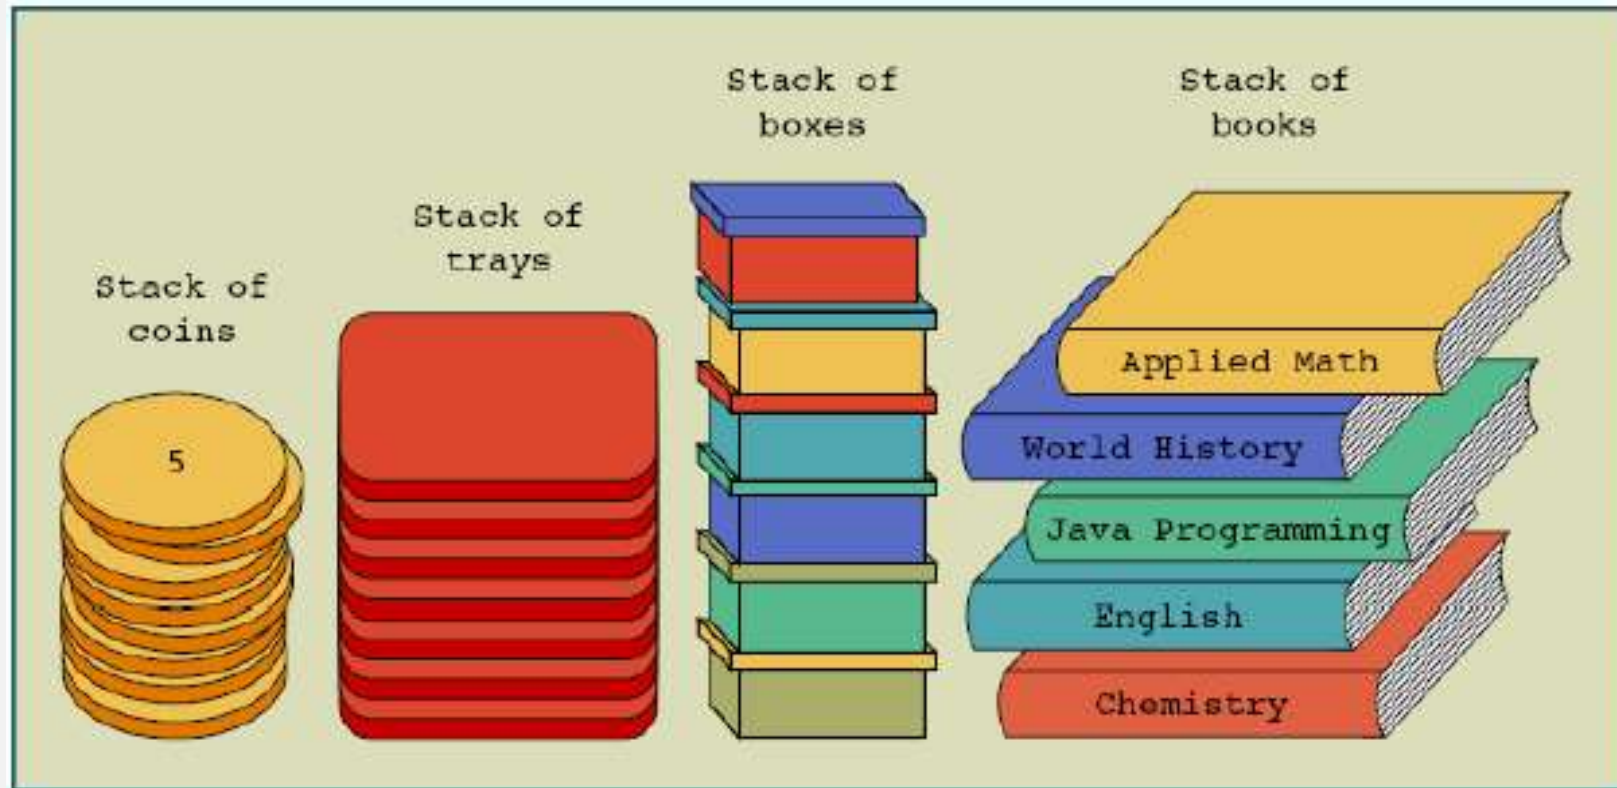 Stack of
coins
5
Stack of
trays
Stack of
boxes
Stack of
books
Applied Math
World History
Java Programming
English
Chemistry